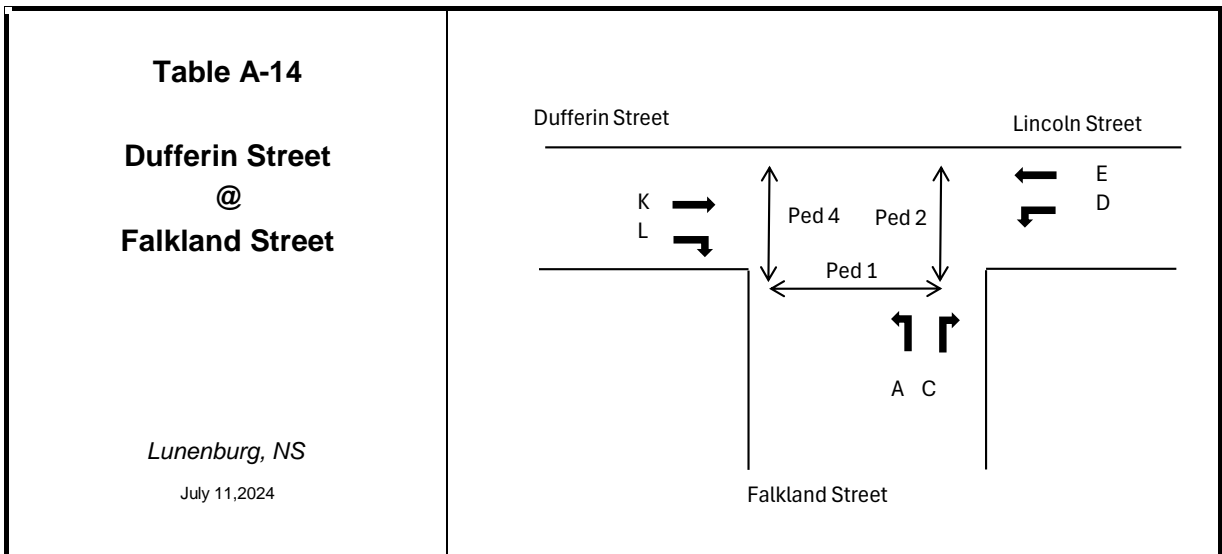 Table A-14
Dufferin Street
@
Falkland Street
Lunenburg, NS
July 11,2024
Dufferin Street
Lincoln Street
K
L
Ped 4
Ped 2
E
D
Ped 1
A C
Falkland Street